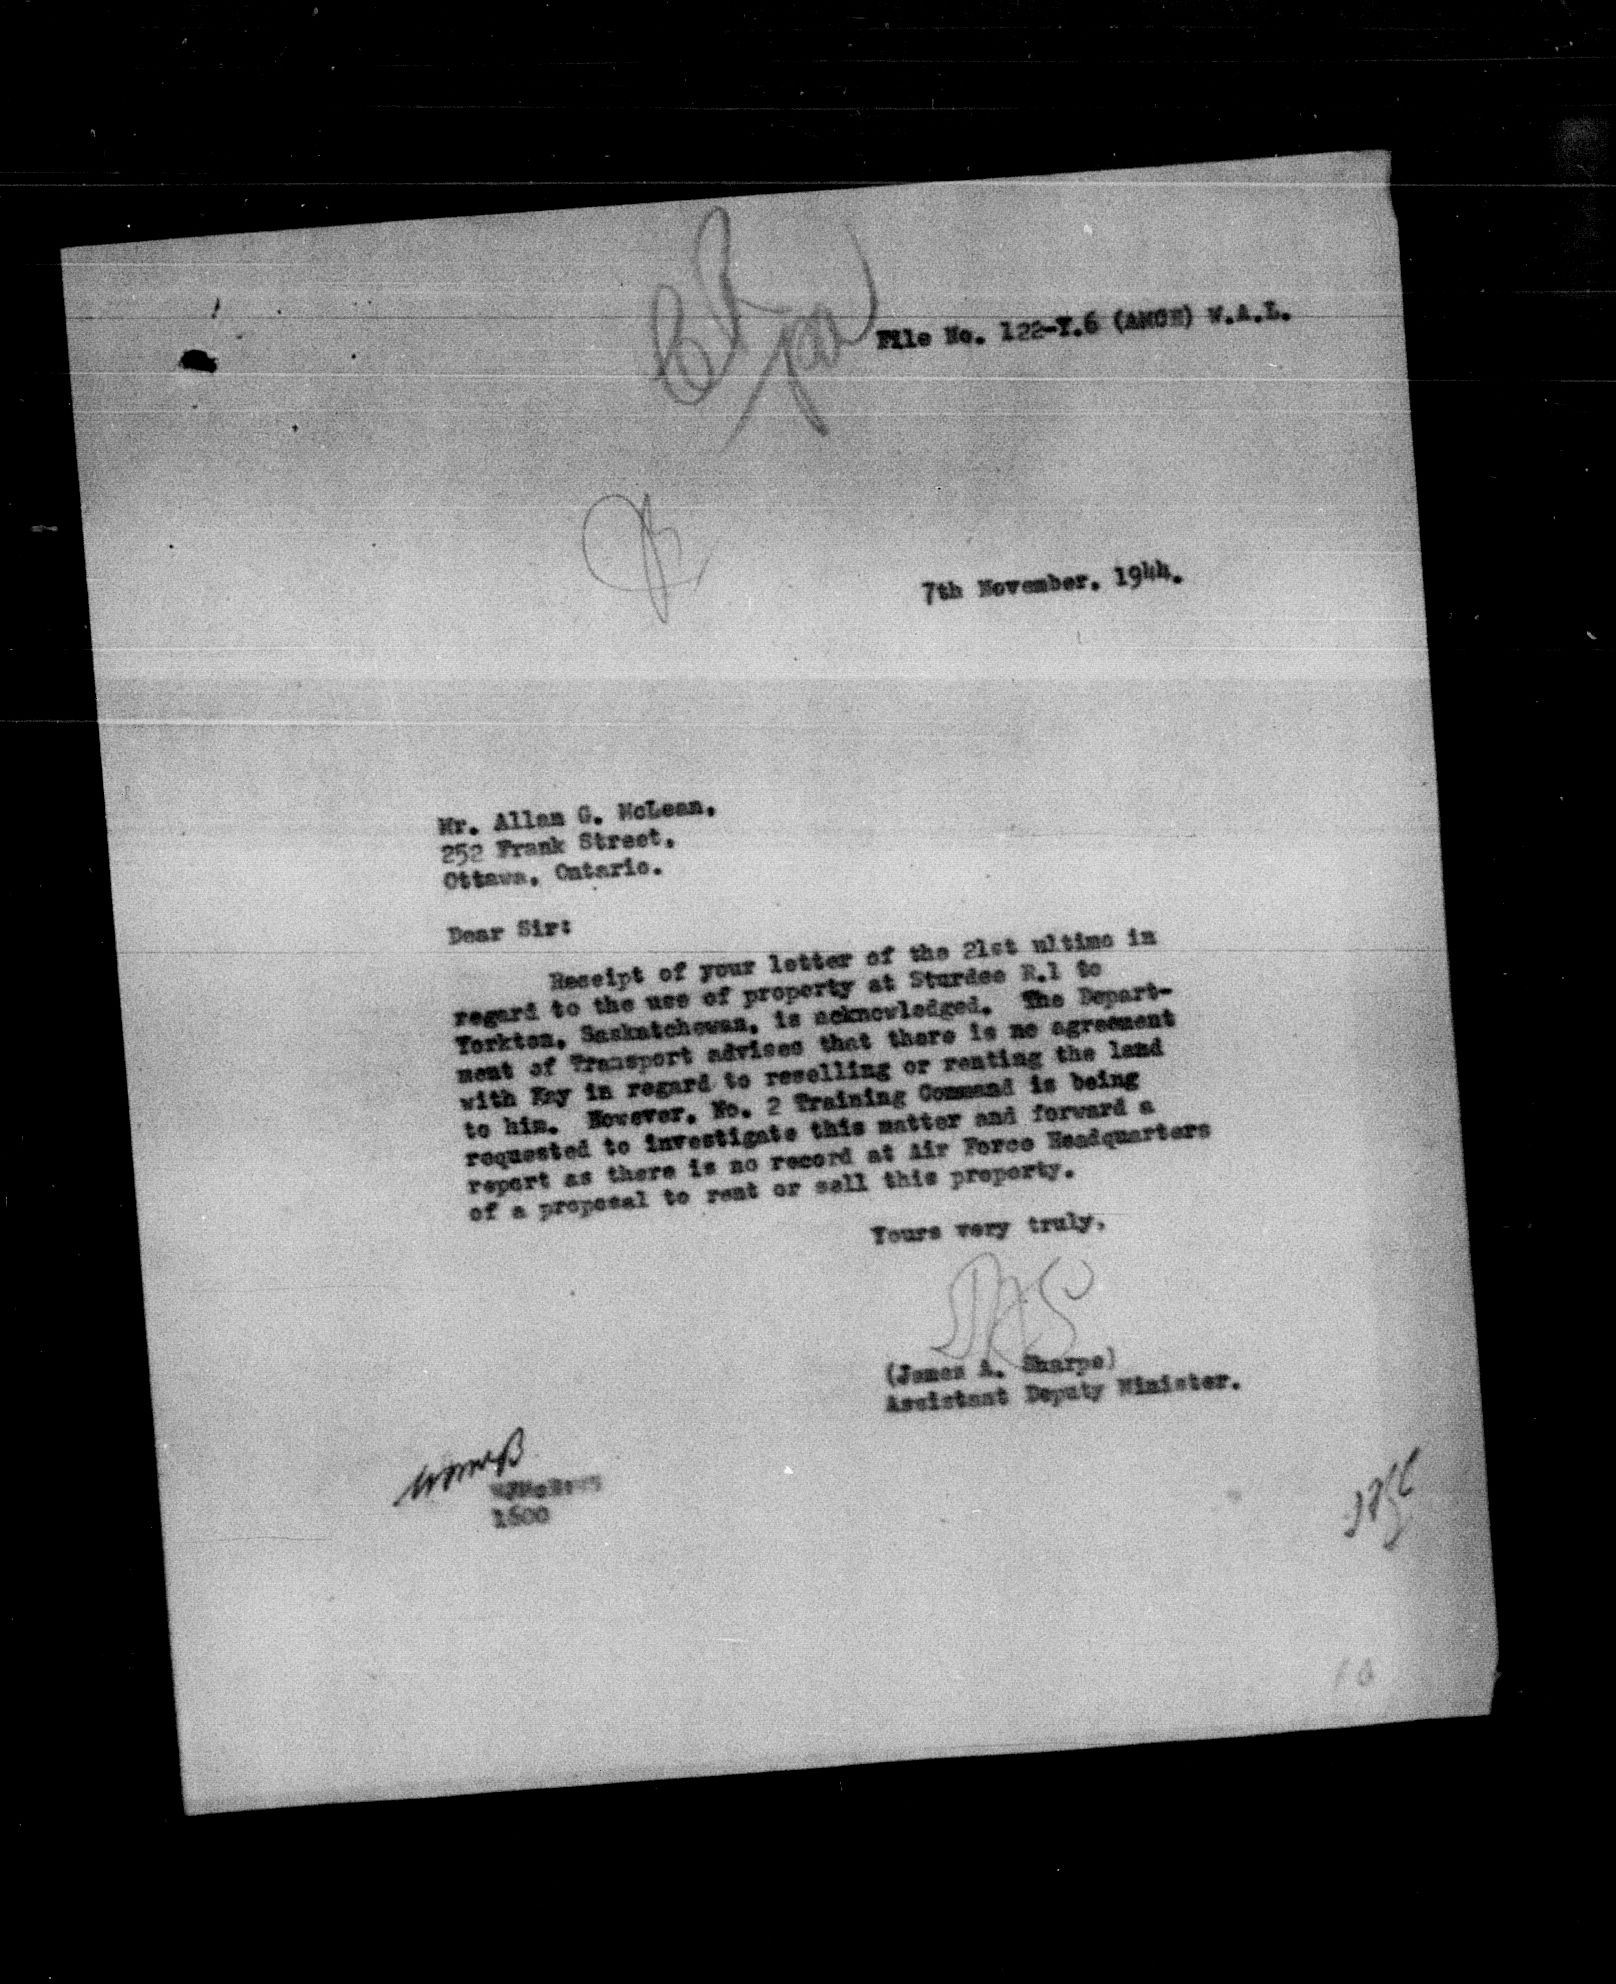 File No. 122-Y.6 (AMOE) W.A.L.
7th November, 1944.
Mr. Allan G. McLean,
252 Frank Street,
Ottawa, Ontario.
Dear Sir:
Receipt of your letter of the 21st ultimo in
regard to the use of property at Sturdee R.1 to
Yorkton, Saskatchewan, is acknowledged. The Depart-
ment of Transport advises that there is no agreement
with Kay in regard to reselling or renting the land
to him. However, No. 2 Training Command is being
requested to investigate this matter and forward a
report as there is no record at Air Force Headquarters
of a proposal to rent or sell this property.
Yours very truly,
JAS
(James A. Sharpe)
Assistant Deputy Minister.
1600